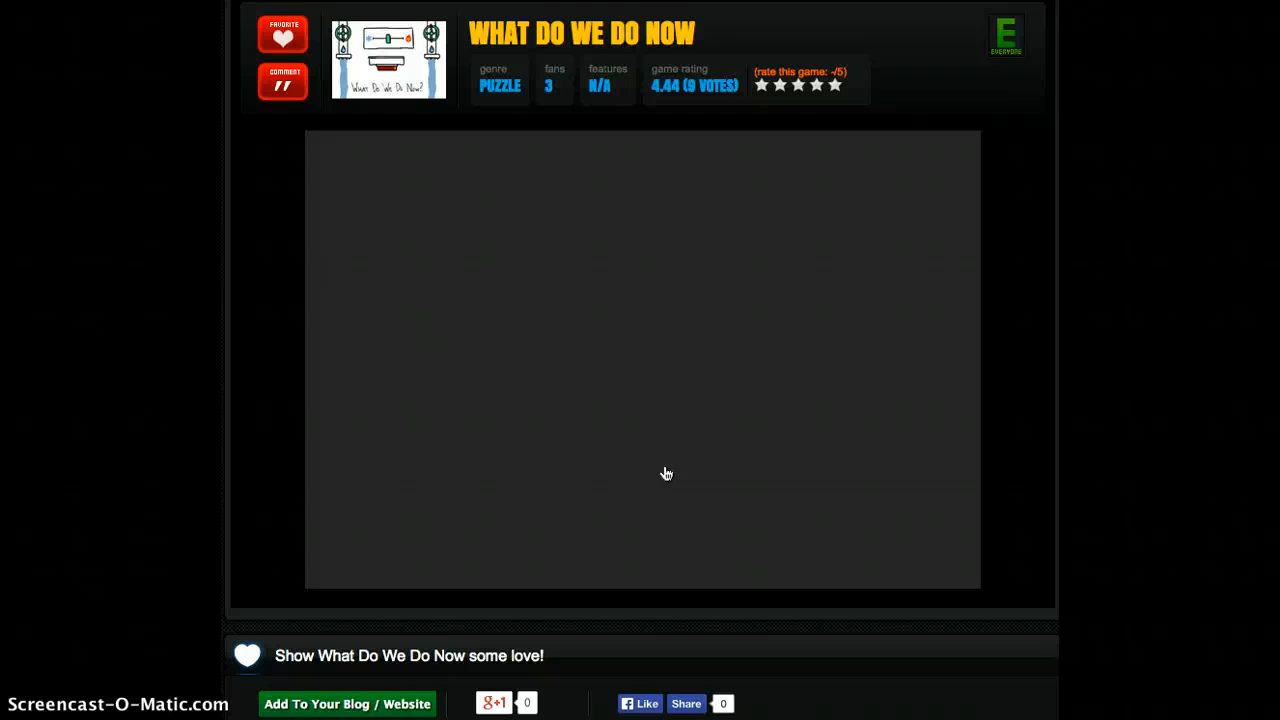 FAVORITE
COMMENT
What Do We Do Now?
WHAT DO WE DO NOW
genre
PUZZLE
fans
3
features
N/A
game rating
4.44 (9 VOTES)
(rate this game: -/5)
E
EVERYONE
Show What Do We Do Now some love!
Add To Your Blog / Website
g+1
0
Like
Share
0
Screencast-O-Matic.com